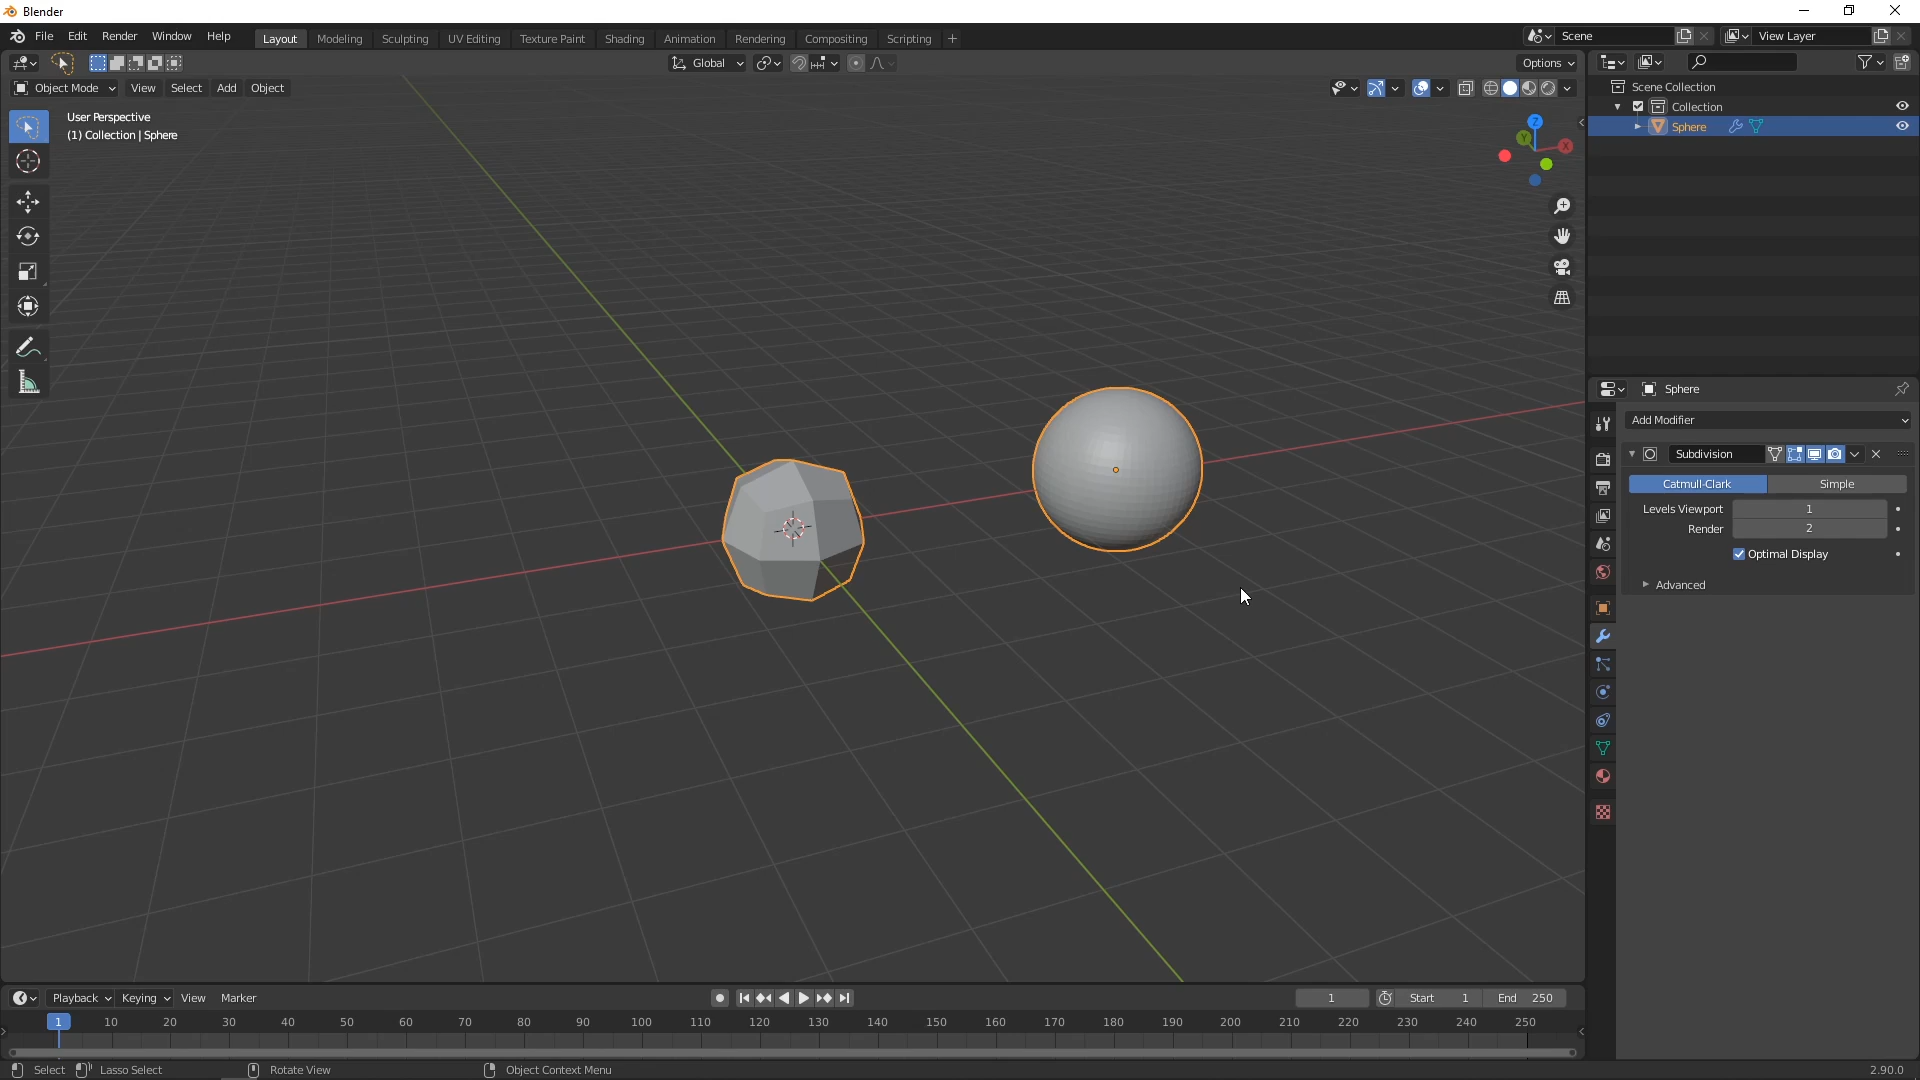 Blender
File Edit Render Window Help Layout Modeling Sculpting UV Editing Texture Paint Shading Animation Rendering Compositing Scripting + Scene View Layer
Global Options
Object Mode View Select Add Object
User Perspective
(1) Collection | Sphere
Z
Y
X
Scene Collection
Collection
Sphere
Sphere
Add Modifier
Subdivision
Catmull-Clark Simple
Levels Viewport 1
Render 2
Optimal Display
Advanced
Playback Keying View Marker 1 Start 1 End 250
1 10 20 30 40 50 60 70 80 90 100 110 120 130 140 150 160 170 180 190 200 210 220 230 240 250
Select Lasso Select Rotate View Object Context Menu 2.90.0